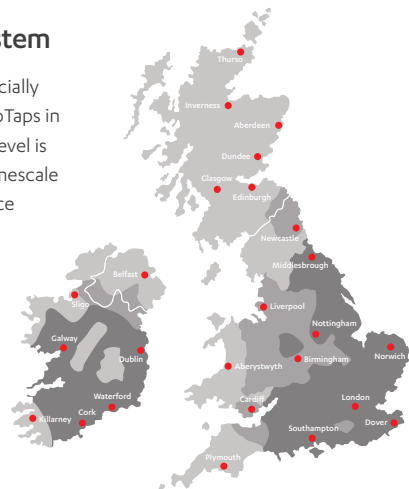 stem
cially
oTaps in
evel is
mescale
ce
Thurso
Inverness
Aberdeen
Dundee
Glasgow
Edinburgh
Newcastle
Middlesbrough
Belfast
Sligo
Liverpool
Nottingham
Galway
Dublin
Aberystwyth
Birmingham
Norwich
Waterford
Cardiff
London
Killarney
Cork
Southampton
Dover
Plymouth